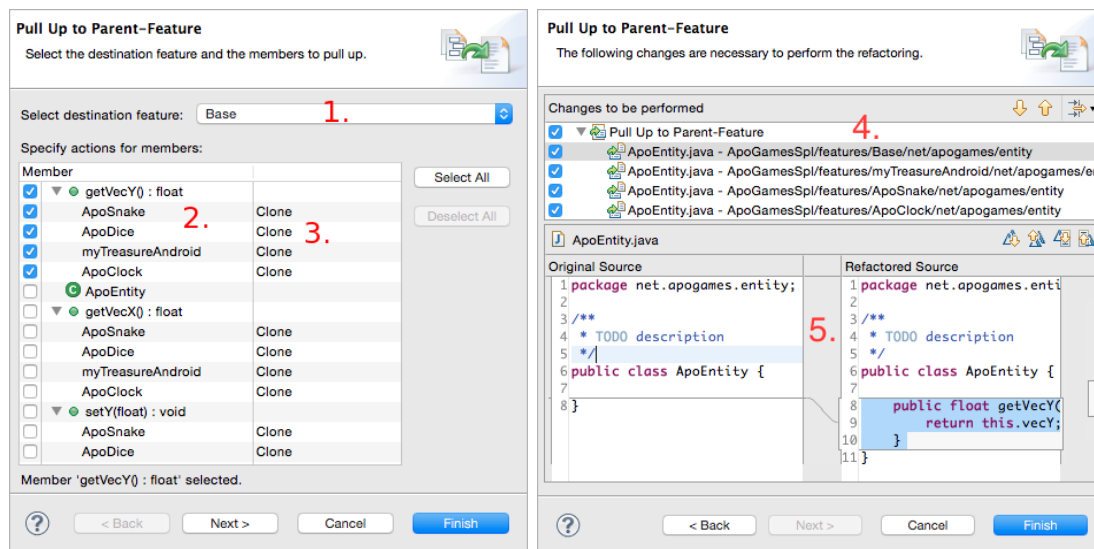 Pull Up to Parent-Feature
Select the destination feature and the members to pull up.
Select destination feature: Base
1.
Specify actions for members:
Member
getVecY() : float
ApoSnake Clone
ApoDice Clone
myTreasureAndroid Clone
ApoClock Clone
2.
3.
C ApoEntity
getVecX() : float
ApoSnake Clone
ApoDice Clone
myTreasureAndroid Clone
ApoClock Clone
setY(float) : void
ApoSnake Clone
ApoDice Clone
Select All
Deselect All
Member 'getVecY() : float' selected.
? < Back Next > Cancel Finish
Pull Up to Parent-Feature
The following changes are necessary to perform the refactoring.
Changes to be performed
4.
Pull Up to Parent-Feature
ApoEntity.java - ApoGamesSpl/features/Base/net/apogames/entity
ApoEntity.java - ApoGamesSpl/features/myTreasureAndroid/net/apogames/e
ApoEntity.java - ApoGamesSpl/features/ApoSnake/net/apogames/entity
ApoEntity.java - ApoGamesSpl/features/ApoClock/net/apogames/entity
J ApoEntity.java
Original Source
1 package net.apogames.entity;
2
3 /**
4 * TODO description
5 */
6 public class ApoEntity {
7
8 }
5.
Refactored Source
1 package net.apogames.enti
2
3 /**
4 * TODO description
5 */
6 public class ApoEntity {
7
8 public float getVecY(
9 return this.vecY;
10 }
11 }
? < Back Next > Cancel Finish